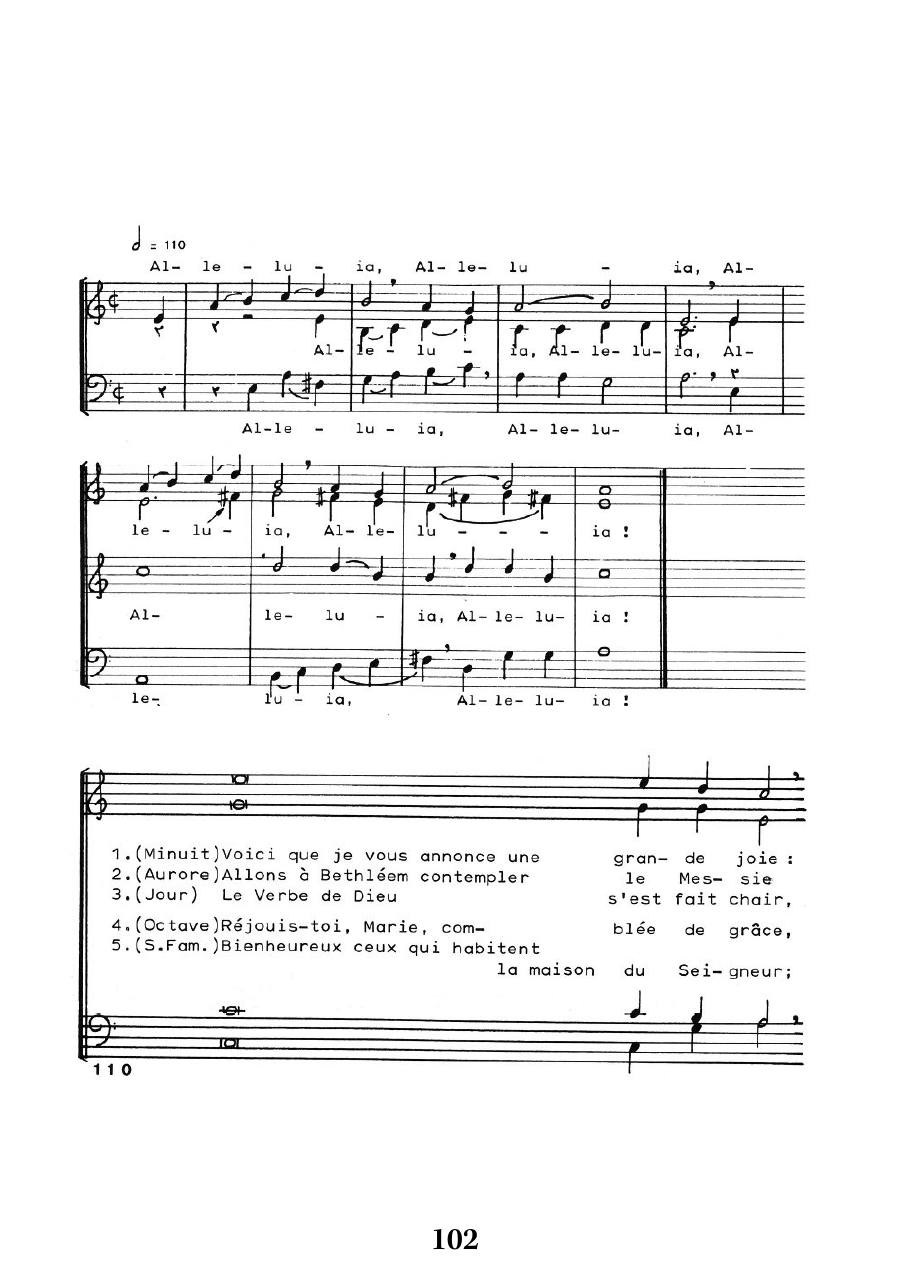 = 110
Al- le - lu - ia, Al- le- lu - ia, Al-
Al- le - lu - ia, Al- le- lu- ia, Al-
Al-le - lu - ia, Al- le- lu- ia, Al-
le - lu- ia, Al- le- lu - - - ia !
Al- le- lu - ia, Al- le- lu- ia !
le- lu - ia, Al- le- lu- ia !
1.(Minuit)Voici que je vous annonce une gran- de joie :
2.(Aurore)Allons à Bethléem contempler le Mes- sie
3.(Jour) Le Verbe de Dieu s'est fait chair,
4.(Octave)Réjouis-toi, Marie, com- blée de grâce,
5.(S.Fam.)Bienheureux ceux qui habitent
la maison du Sei- gneur;
110
102